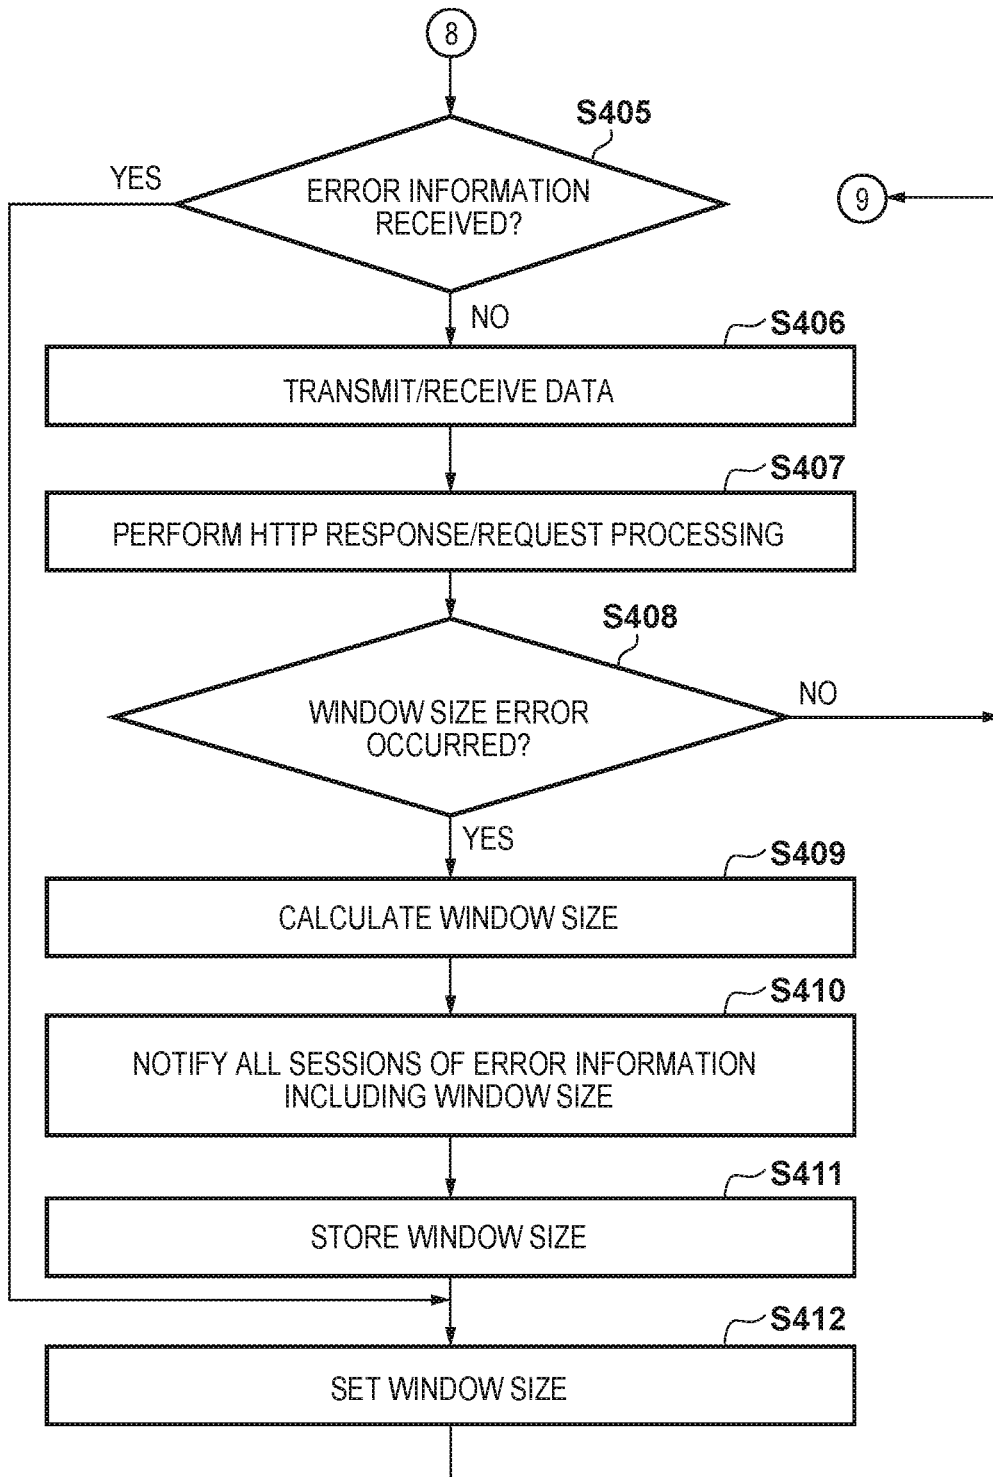 8
S405
YES
ERROR INFORMATION
RECEIVED?
9
NO
S406
TRANSMIT/RECEIVE DATA
S407
PERFORM HTTP RESPONSE/REQUEST PROCESSING
S408
NO
WINDOW SIZE ERROR
OCCURRED?
YES
S409
CALCULATE WINDOW SIZE
S410
NOTIFY ALL SESSIONS OF ERROR INFORMATION
INCLUDING WINDOW SIZE
S411
STORE WINDOW SIZE
S412
SET WINDOW SIZE